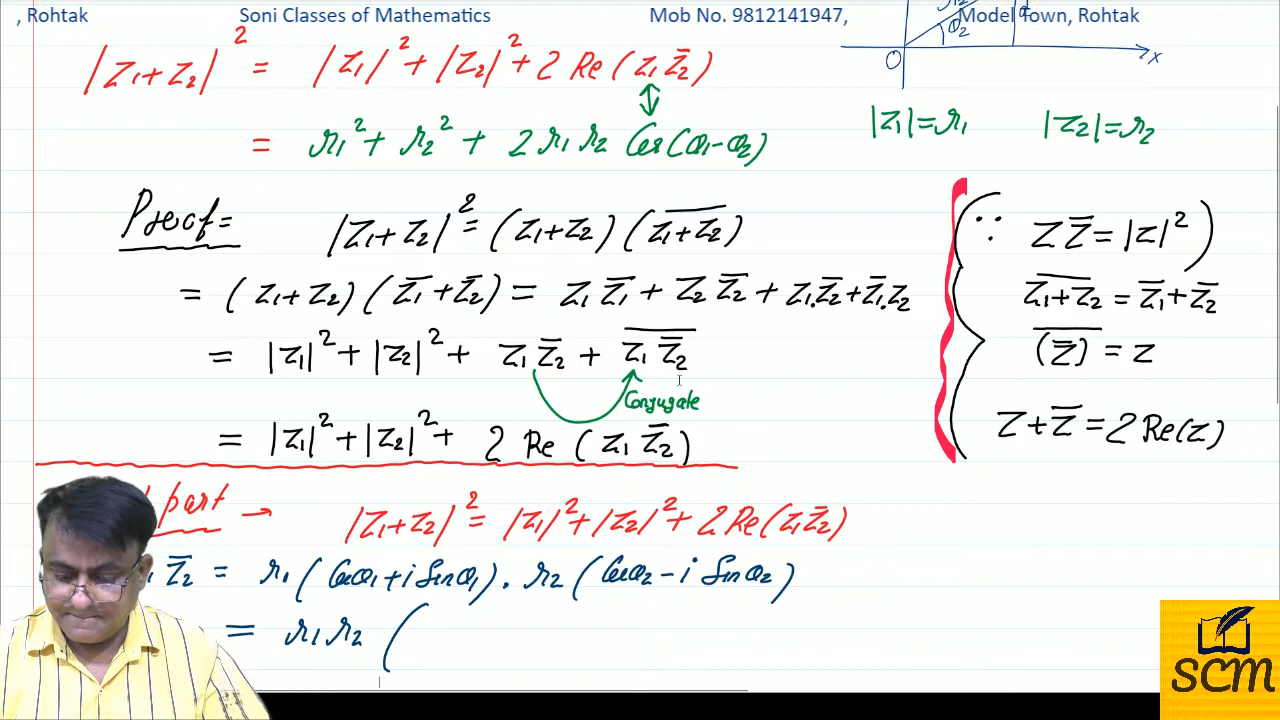 , Rohtak Soni Classes of Mathematics Mob No. 9812141947, Model Town, Rohtak
|z₁+z₂|² = |z₁|² + |z₂|² + 2 Re (z₁ z̄₂)
= r₁² + r₂² + 2 r₁ r₂ Cos(θ₁-θ₂)
θ₂
O x
|z₁|=r₁ |z₂|=r₂
Proof= |z₁+z₂|² = (z₁+z₂) (\overline{z₁+z₂})
= (z₁+z₂) (z̄₁+z̄₂) = z₁ z̄₁ + z₂ z̄₂ + z₁.z̄₂+z̄₁.z₂
= |z₁|² + |z₂|² + z₁ z̄₂ + \overline{z₁ z̄₂}
Conjugate
= |z₁|²+|z₂|²+ 2 Re (z₁ z̄₂)
(∵ z z̄ = |z|²)
\overline{z₁+z₂} = z̄₁+z̄₂
\overline{(z̄)} = z
z+z̄ = 2 Re(z)
part → |z₁+z₂|² = |z₁|²+|z₂|²+ 2 Re(z₁z̄₂)
z̄₂ = r₁ (Cosθ₁+i Sinθ₁). r₂ (Cosθ₂-i Sinθ₂)
= r₁ r₂ (
SCM